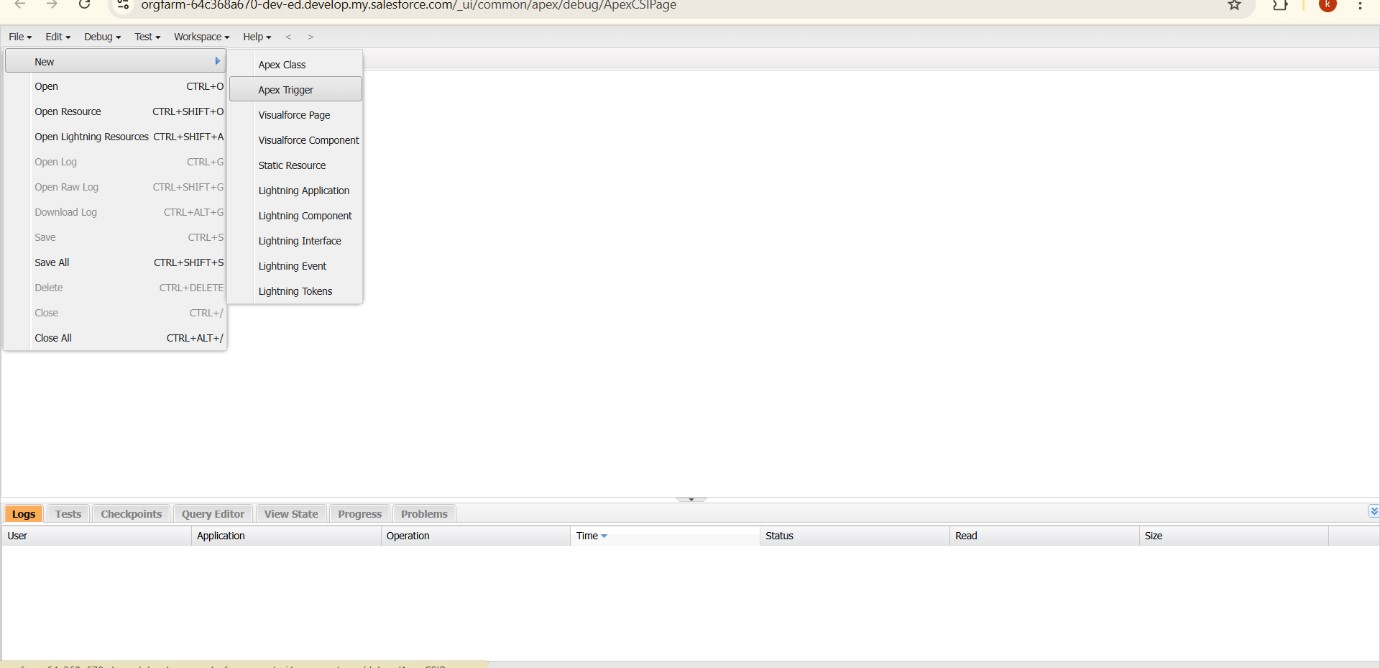 orgfarm-64c368a670-dev-ed.develop.my.salesforce.com/_ui/common/apex/debug/ApexCSIPage
k
File Edit Debug Test Workspace Help < >
New
Open CTRL+O
Open Resource CTRL+SHIFT+O
Open Lightning Resources CTRL+SHIFT+A
Open Log CTRL+G
Open Raw Log CTRL+SHIFT+G
Download Log CTRL+ALT+G
Save CTRL+S
Save All CTRL+SHIFT+S
Delete CTRL+DELETE
Close CTRL+/
Close All CTRL+ALT+/
Apex Class
Apex Trigger
Visualforce Page
Visualforce Component
Static Resource
Lightning Application
Lightning Component
Lightning Interface
Lightning Event
Lightning Tokens
Logs Tests Checkpoints Query Editor View State Progress Problems
User Application Operation Time Status Read Size